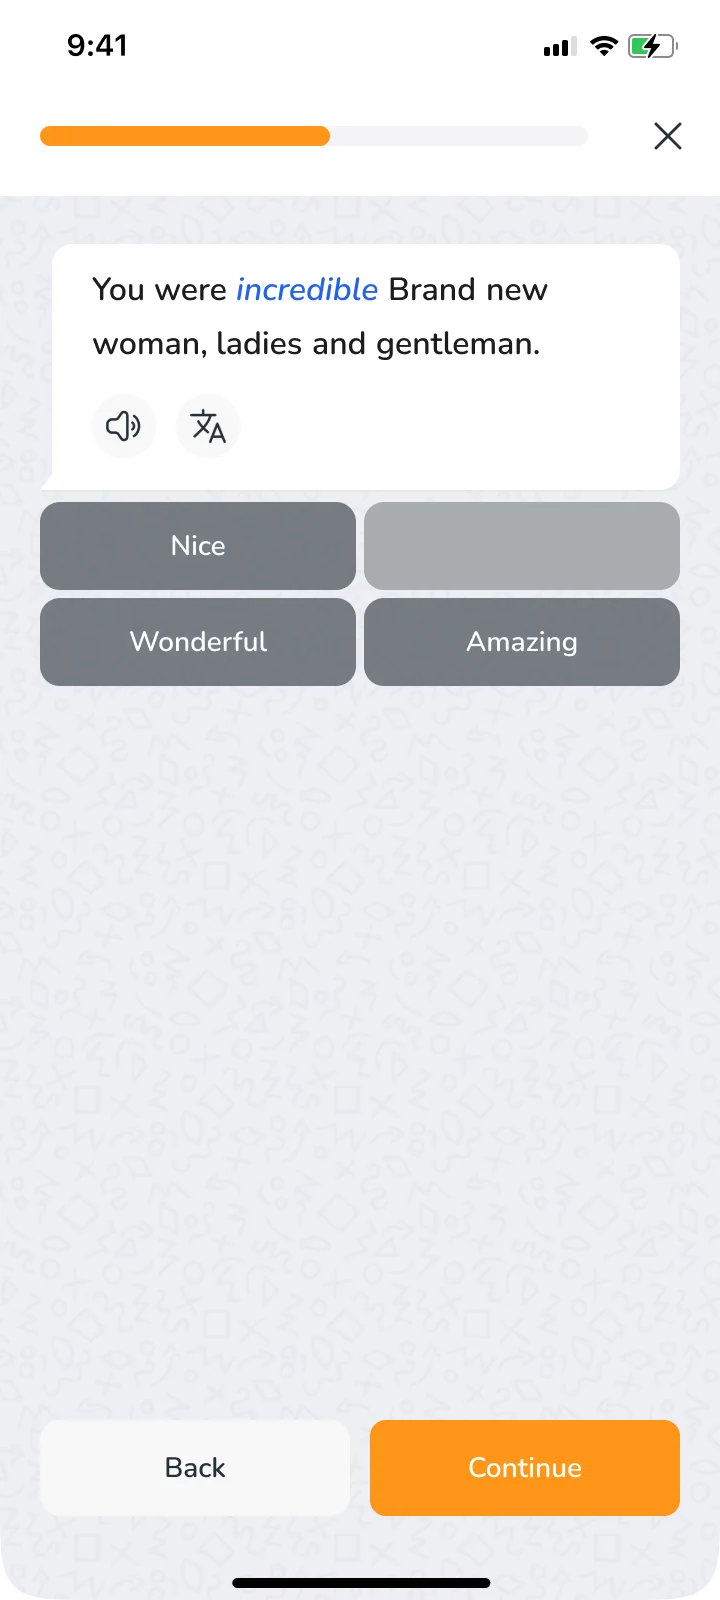 9:41
You were incredible Brand new
woman, ladies and gentleman.
Nice
Wonderful Amazing
Back Continue